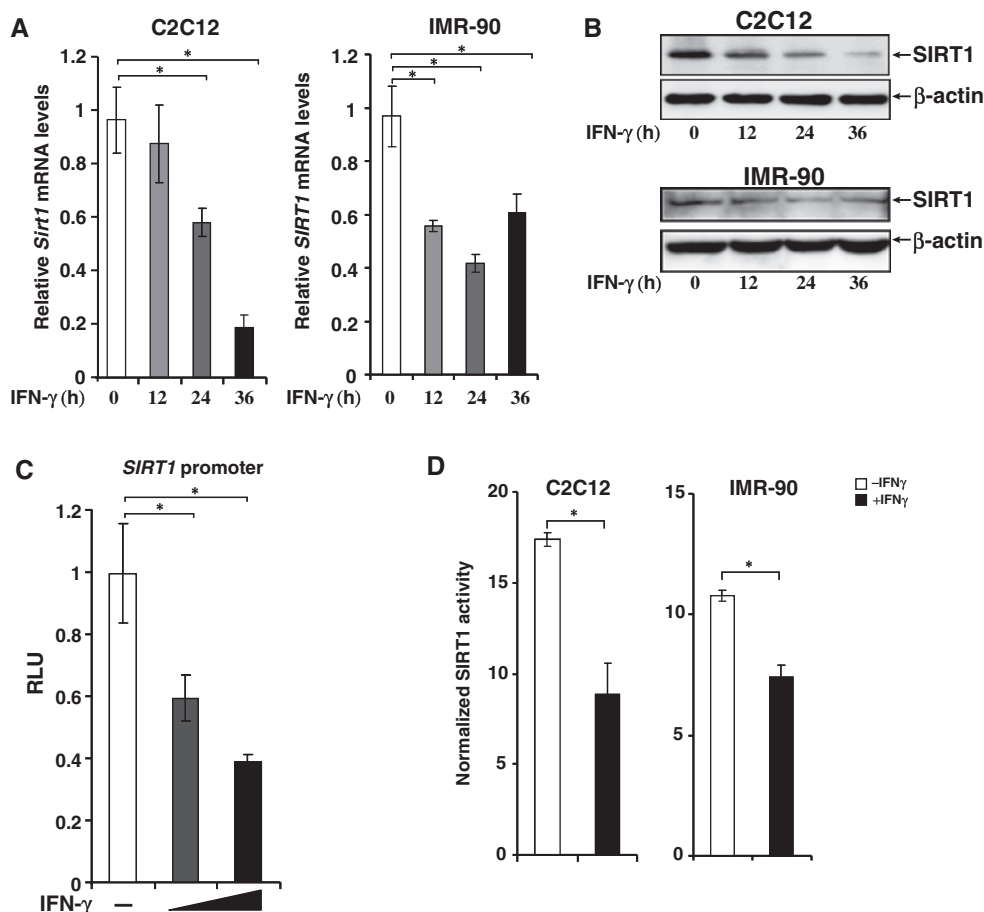 A
C2C12
Relative Sirt1 mRNA levels
1.2
1
0.8
0.6
0.4
0.2
0
*
*
IFN-γ (h) 0 12 24 36
IMR-90
Relative SIRT1 mRNA levels
1.2
1
0.8
0.6
0.4
0.2
0
*
*
*
IFN-γ (h) 0 12 24 36
B
C2C12
←SIRT1
←β-actin
IFN-γ (h) 0 12 24 36
IMR-90
←SIRT1
←β-actin
IFN-γ (h) 0 12 24 36
C
SIRT1 promoter
RLU
1.2
1
0.8
0.6
0.4
0.2
0
*
*
IFN-γ –
D
C2C12
Normalized SIRT1 activity
20
15
10
5
0
*
IMR-90
15
10
5
0
*
–IFNγ
+IFNγ